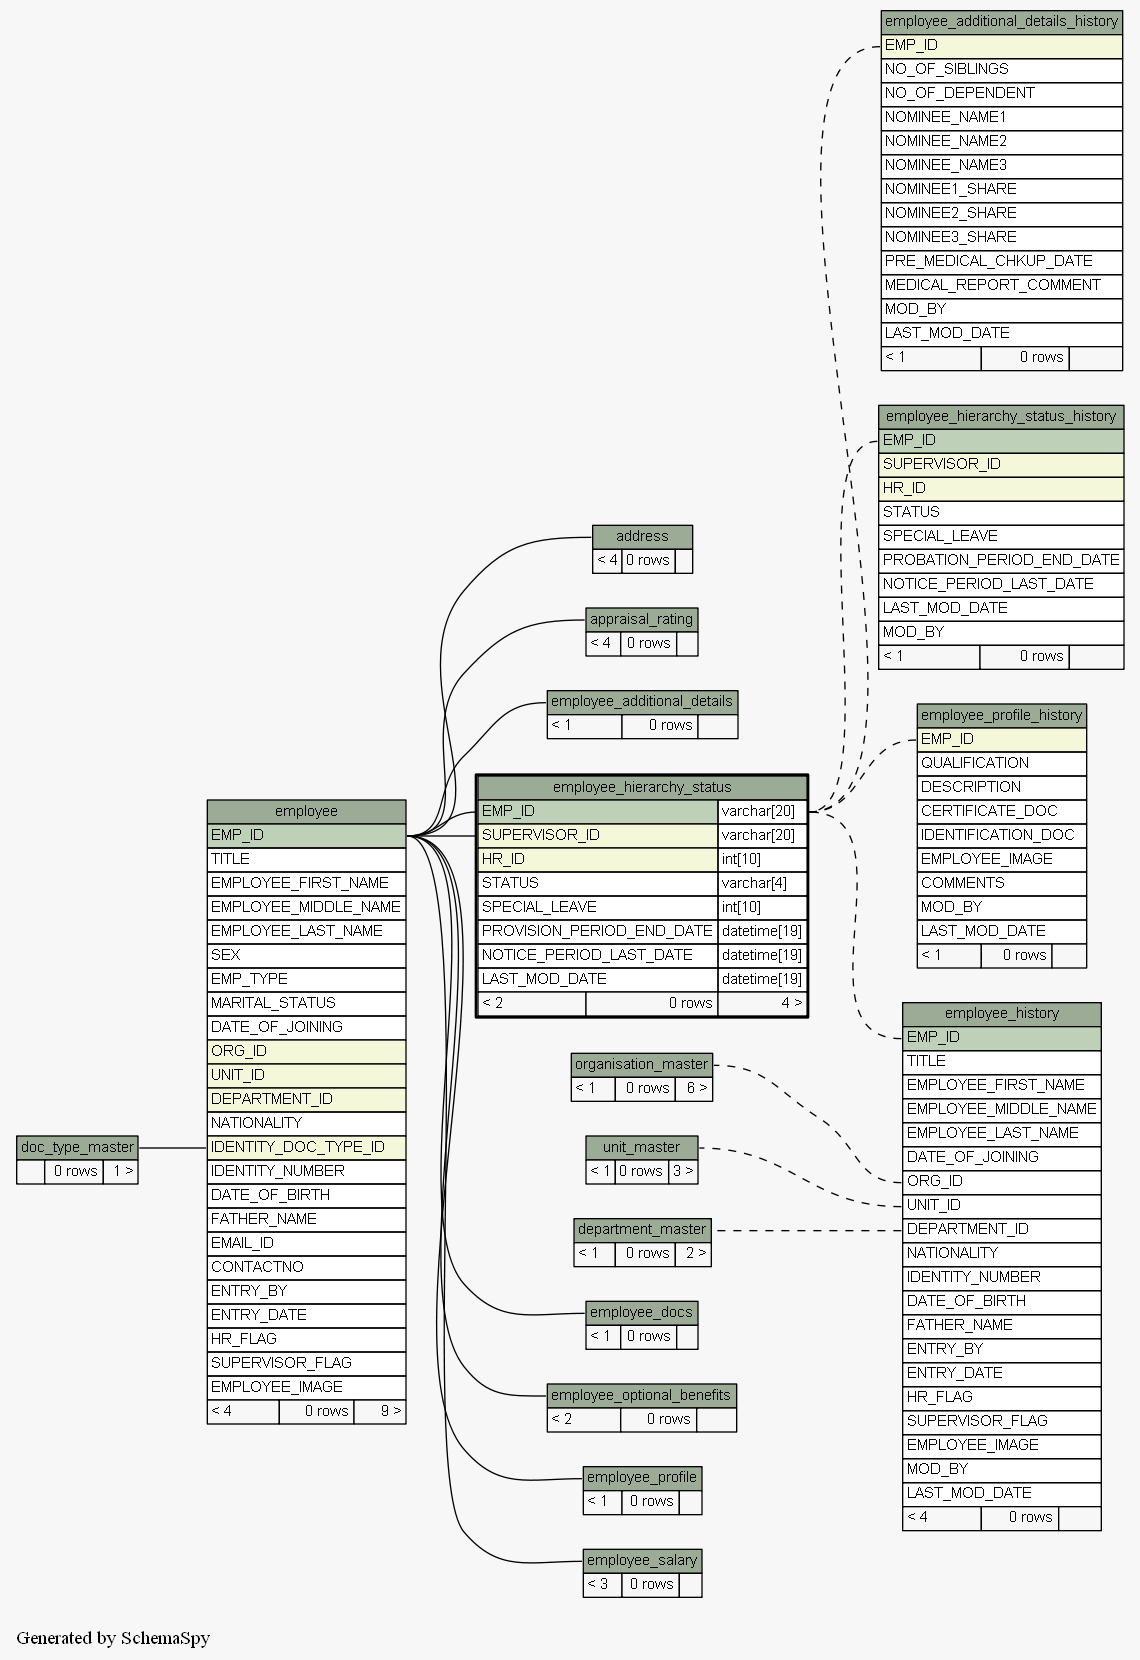 employee_additional_details_history
EMP_ID
NO_OF_SIBLINGS
NO_OF_DEPENDENT
NOMINEE_NAME1
NOMINEE_NAME2
NOMINEE_NAME3
NOMINEE1_SHARE
NOMINEE2_SHARE
NOMINEE3_SHARE
PRE_MEDICAL_CHKUP_DATE
MEDICAL_REPORT_COMMENT
MOD_BY
LAST_MOD_DATE
< 1 0 rows
employee_hierarchy_status_history
EMP_ID
SUPERVISOR_ID
HR_ID
STATUS
SPECIAL_LEAVE
PROBATION_PERIOD_END_DATE
NOTICE_PERIOD_LAST_DATE
LAST_MOD_DATE
MOD_BY
< 1 0 rows
address
< 4 0 rows
appraisal_rating
< 4 0 rows
employee_additional_details
< 1 0 rows
employee_profile_history
EMP_ID
QUALIFICATION
DESCRIPTION
CERTIFICATE_DOC
IDENTIFICATION_DOC
EMPLOYEE_IMAGE
COMMENTS
MOD_BY
LAST_MOD_DATE
< 1 0 rows
employee_hierarchy_status
EMP_ID varchar[20]
SUPERVISOR_ID varchar[20]
HR_ID int[10]
STATUS varchar[4]
SPECIAL_LEAVE int[10]
PROVISION_PERIOD_END_DATE datetime[19]
NOTICE_PERIOD_LAST_DATE datetime[19]
LAST_MOD_DATE datetime[19]
< 2 0 rows 4 >
employee
EMP_ID
TITLE
EMPLOYEE_FIRST_NAME
EMPLOYEE_MIDDLE_NAME
EMPLOYEE_LAST_NAME
SEX
EMP_TYPE
MARITAL_STATUS
DATE_OF_JOINING
ORG_ID
UNIT_ID
DEPARTMENT_ID
NATIONALITY
IDENTITY_DOC_TYPE_ID
IDENTITY_NUMBER
DATE_OF_BIRTH
FATHER_NAME
EMAIL_ID
CONTACTNO
ENTRY_BY
ENTRY_DATE
HR_FLAG
SUPERVISOR_FLAG
EMPLOYEE_IMAGE
< 4 0 rows 9 >
doc_type_master
0 rows 1 >
organisation_master
< 1 0 rows 6 >
unit_master
< 1 0 rows 3 >
department_master
< 1 0 rows 2 >
employee_history
EMP_ID
TITLE
EMPLOYEE_FIRST_NAME
EMPLOYEE_MIDDLE_NAME
EMPLOYEE_LAST_NAME
DATE_OF_JOINING
ORG_ID
UNIT_ID
DEPARTMENT_ID
NATIONALITY
IDENTITY_NUMBER
DATE_OF_BIRTH
FATHER_NAME
ENTRY_BY
ENTRY_DATE
HR_FLAG
SUPERVISOR_FLAG
EMPLOYEE_IMAGE
MOD_BY
LAST_MOD_DATE
< 4 0 rows
employee_docs
< 1 0 rows
employee_optional_benefits
< 2 0 rows
employee_profile
< 1 0 rows
employee_salary
< 3 0 rows
Generated by SchemaSpy